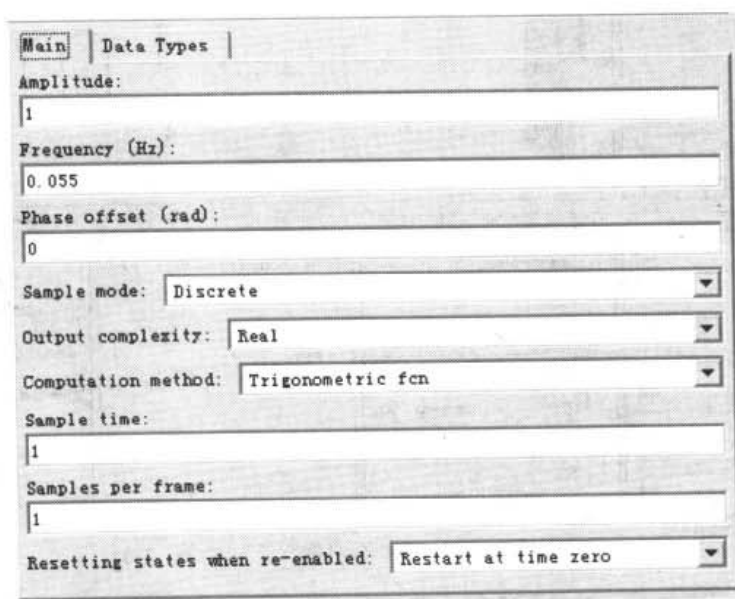 Main Data Types
Amplitude:
1
Frequency (Hz):
0.055
Phase offset (rad):
0
Sample mode: Discrete
Output complexity: Real
Computation method: Trigonometric fcn
Sample time:
1
Samples per frame:
1
Resetting states when re-enabled: Restart at time zero